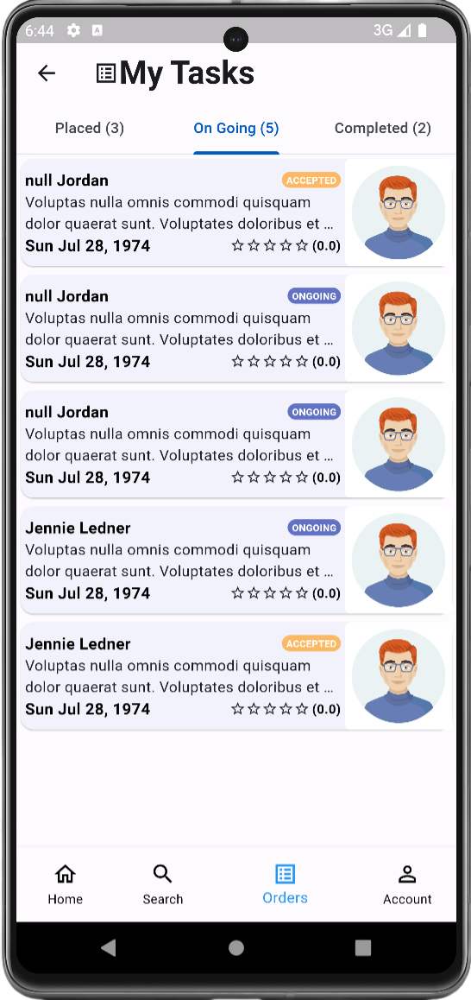 6:44 A 3G
My Tasks
Placed (3) On Going (5) Completed (2)
null Jordan ACCEPTED
Voluptas nulla omnis commodi quisquam
dolor quaerat sunt. Voluptates doloribus et ...
Sun Jul 28, 1974 (0.0)
null Jordan ONGOING
Voluptas nulla omnis commodi quisquam
dolor quaerat sunt. Voluptates doloribus et ...
Sun Jul 28, 1974 (0.0)
null Jordan ONGOING
Voluptas nulla omnis commodi quisquam
dolor quaerat sunt. Voluptates doloribus et ...
Sun Jul 28, 1974 (0.0)
Jennie Ledner ONGOING
Voluptas nulla omnis commodi quisquam
dolor quaerat sunt. Voluptates doloribus et ...
Sun Jul 28, 1974 (0.0)
Jennie Ledner ACCEPTED
Voluptas nulla omnis commodi quisquam
dolor quaerat sunt. Voluptates doloribus et ...
Sun Jul 28, 1974 (0.0)
Home Search Orders Account